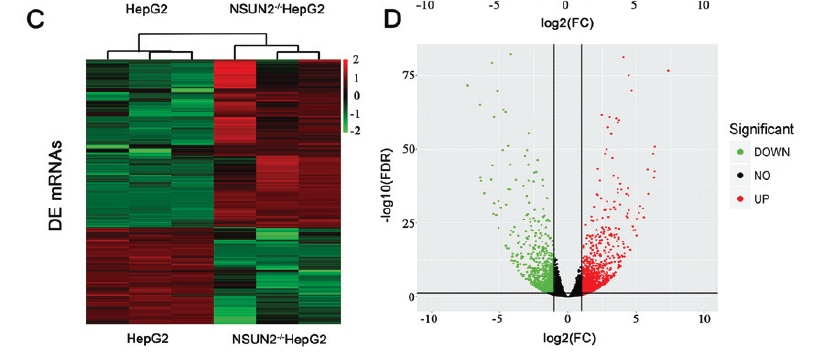 C
HepG2
NSUN2-/-HepG2
2
1
0
-1
-2
DE mRNAs
HepG2
NSUN2-/-HepG2
D
-10
-5
0
5
10
log2(FC)
75
50
25
0
-log10(FDR)
-10
-5
0
5
10
log2(FC)
Significant
DOWN
NO
UP